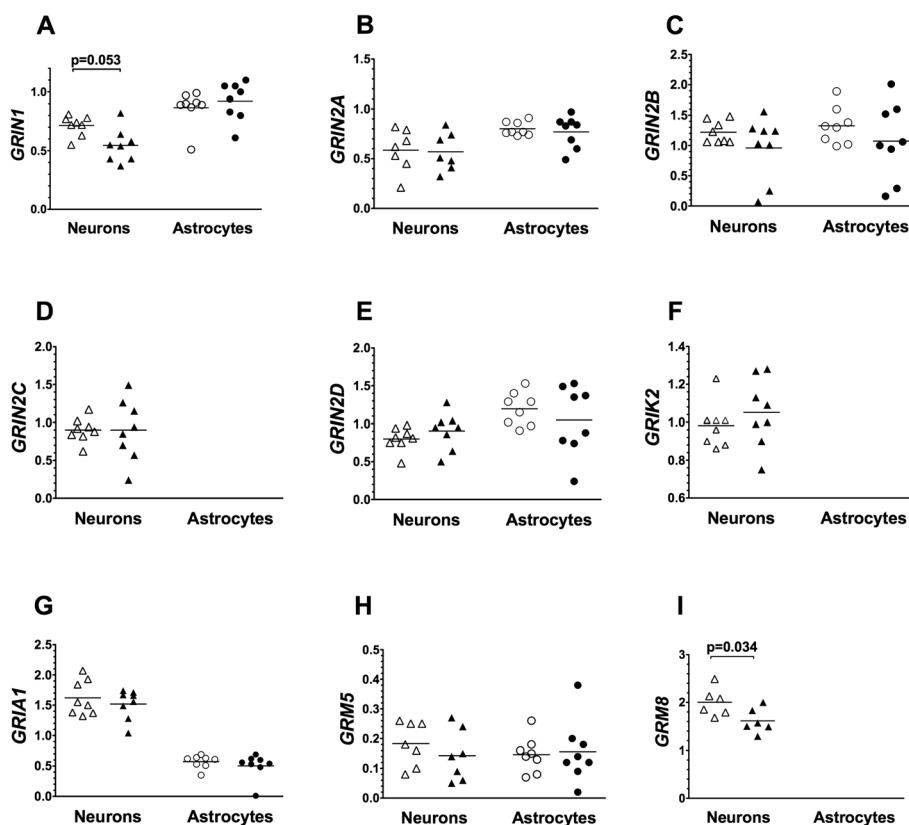 A
p=0.053
GRIN1
1.0
0.5
0.0
Neurons Astrocytes
B
GRIN2A
1.5
1.0
0.5
0.0
Neurons Astrocytes
C
GRIN2B
2.5
2.0
1.5
1.0
0.5
0.0
Neurons Astrocytes
D
GRIN2C
2.0
1.5
1.0
0.5
0.0
Neurons Astrocytes
E
GRIN2D
2.0
1.5
1.0
0.5
0.0
Neurons Astrocytes
F
GRIK2
1.4
1.2
1.0
0.8
0.6
Neurons Astrocytes
G
GRIA1
2.5
2.0
1.5
1.0
0.5
0.0
Neurons Astrocytes
H
GRM5
0.5
0.4
0.3
0.2
0.1
0.0
Neurons Astrocytes
I
p=0.034
GRM8
3
2
1
0
Neurons Astrocytes